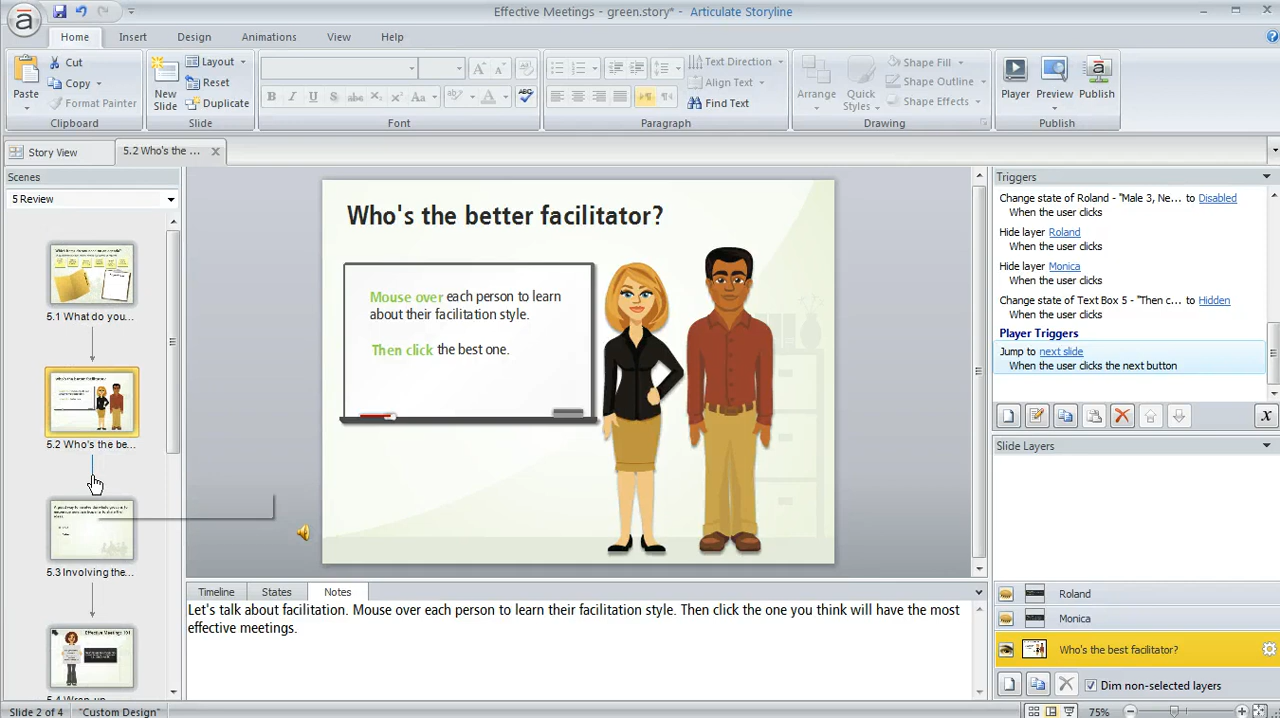 Effective Meetings - green.story* - Articulate Storyline
Home
Insert
Design
Animations
View
Help
Paste
Cut
Copy
Format Painter
Clipboard
New
Slide
Layout
Reset
Duplicate
Slide
Font
Text Direction
Align Text
Find Text
Paragraph
Arrange
Quick
Styles
Shape Fill
Shape Outline
Shape Effects
Drawing
Player
Preview
Publish
Publish
Story View
5.2 Who's the ...
Scenes
5 Review
5.1 What do you...
5.2 Who's the be...
5.3 Involving the...
Effective Meetings 101
5.4 Wrap-up
Who's the better facilitator?
Mouse over each person to learn
about their facilitation style.
Then click the best one.
Timeline
States
Notes
Let's talk about facilitation. Mouse over each person to learn their facilitation style. Then click the one you think will have the most
effective meetings.
Triggers
Change state of Roland - "Male 3, Ne... to Disabled
When the user clicks
Hide layer Roland
When the user clicks
Hide layer Monica
When the user clicks
Change state of Text Box 5 - "Then c... to Hidden
When the user clicks
Player Triggers
Jump to next slide
When the user clicks the next button
Slide Layers
Roland
Monica
Who's the best facilitator?
Dim non-selected layers
Slide 2 of 4
"Custom Design"
75%